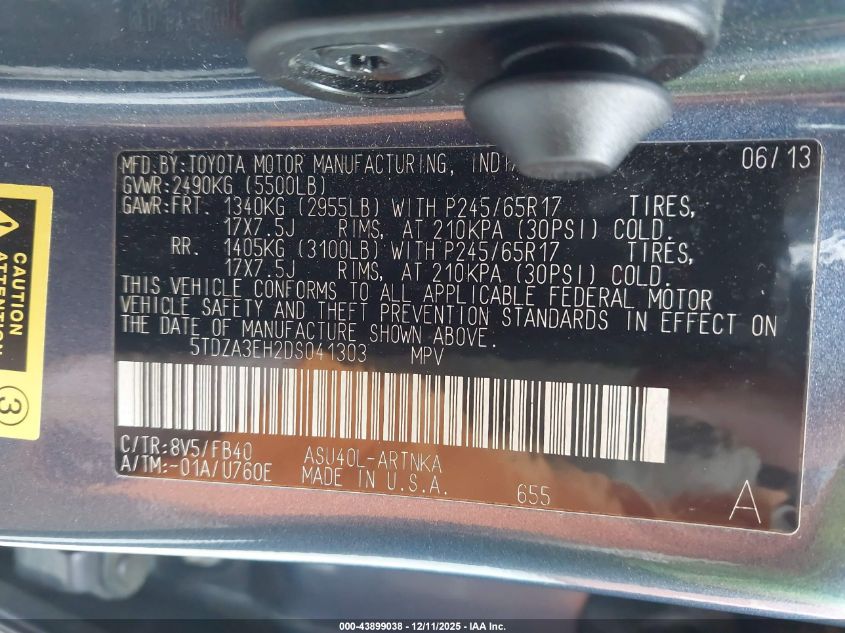 MFD.BY:TOYOTA MOTOR MANUFACTURING, 06/13
GVWR:2490KG (5500LB)
GAWR:FRT. 1340KG (2955LB) WITH P245/65R17 TIRES,
17X7.5J RIMS, AT 210KPA (30PSI) COLD.
RR. 1405KG (3100LB) WITH P245/65R17 TIRES,
17X7.5J RIMS, AT 210KPA (30PSI) COLD.
THIS VEHICLE CONFORMS TO ALL APPLICABLE FEDERAL MOTOR
VEHICLE SAFETY AND THEFT PREVENTION STANDARDS IN EFFECT ON
THE DATE OF MANUFACTURE SHOWN ABOVE.
5TDZA3EH2DS041303 MPV
C/TR:8V5/FB40 ASU40L-ARTNKA
A/TM:-01A/U760E MADE IN U.S.A. 655 A
CAUTION
ATTENTION
3
000-43899038 - 12/11/2025 - IAA Inc.